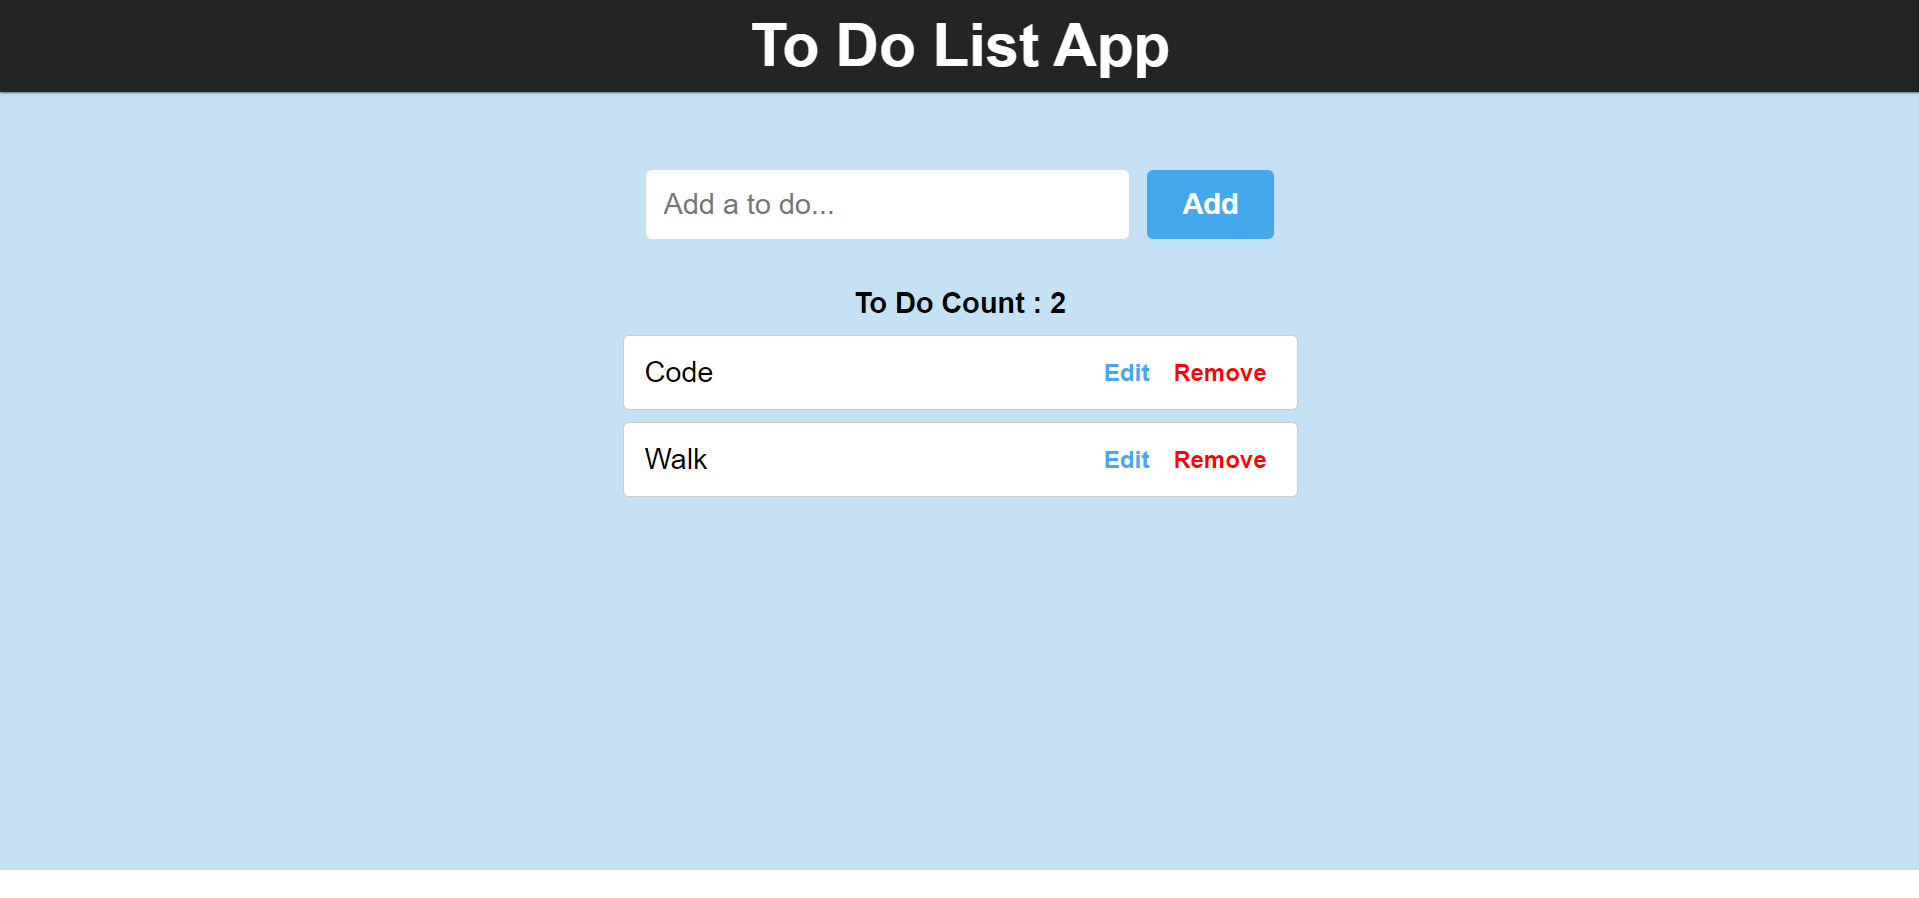 To Do List App
Add a to do... Add
To Do Count : 2
Code Edit Remove
Walk Edit Remove